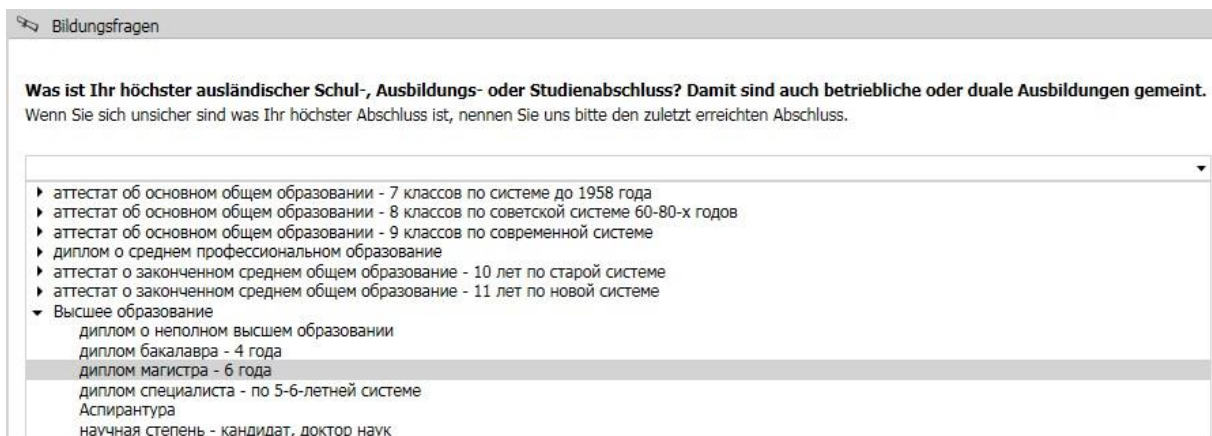 Bildungsfragen
Was ist Ihr höchster ausländischer Schul-, Ausbildungs- oder Studienabschluss? Damit sind auch betriebliche oder duale Ausbildungen gemeint.
Wenn Sie sich unsicher sind was Ihr höchster Abschluss ist, nennen Sie uns bitte den zuletzt erreichten Abschluss.
аттестат об основном общем образовании - 7 классов по системе до 1958 года
аттестат об основном общем образовании - 8 классов по советской системе 60-80-х годов
аттестат об основном общем образовании - 9 классов по современной системе
диплом о среднем профессиональном образование
аттестат о законченном среднем общем образование - 10 лет по старой системе
аттестат о законченном среднем общем образование - 11 лет по новой системе
Высшее образование
диплом о неполном высшем образовании
диплом бакалавра - 4 года
диплом магистра - 6 года
диплом специалиста - по 5-6-летней системе
Аспирантура
научная степень - кандидат, доктор наук